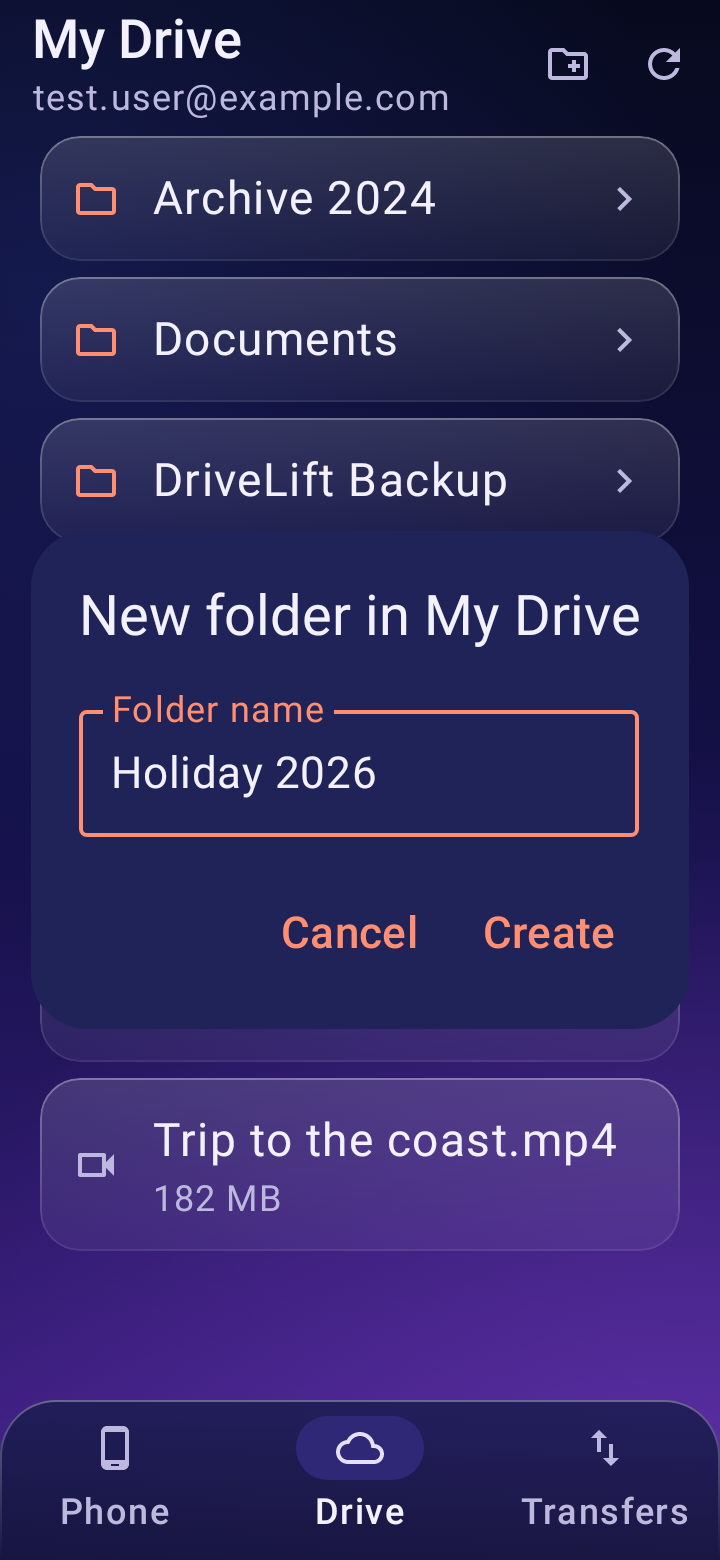 My Drive
test.user@example.com
Archive 2024
Documents
DriveLift Backup
New folder in My Drive
Folder name
Holiday 2026
Cancel
Create
Trip to the coast.mp4
182 MB
Phone
Drive
Transfers